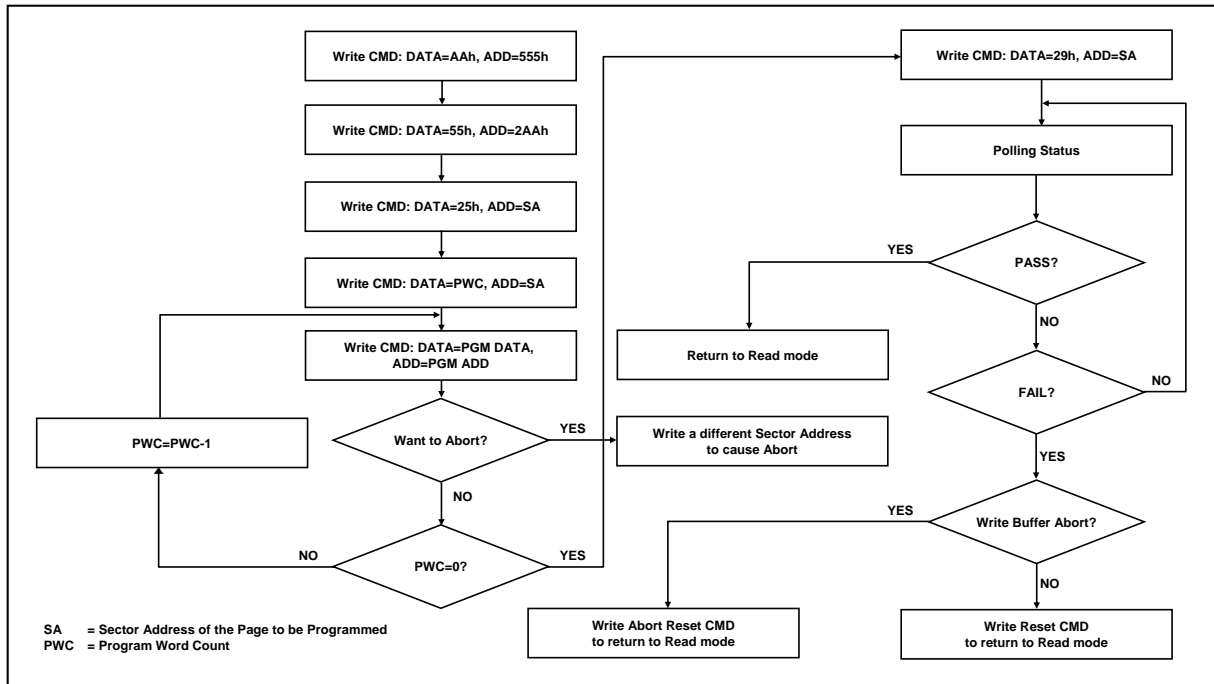 Write CMD: DATA=AAh, ADD=555h
Write CMD: DATA=55h, ADD=2AAh
Write CMD: DATA=25h, ADD=SA
Write CMD: DATA=PWC, ADD=SA
Write CMD: DATA=PGM DATA,
ADD=PGM ADD
PWC=PWC-1
Want to Abort?
YES
Write a different Sector Address
to cause Abort
NO
PWC=0?
NO
YES
Write CMD: DATA=29h, ADD=SA
Polling Status
PASS?
YES
Return to Read mode
NO
FAIL?
NO
YES
Write Buffer Abort?
YES
Write Abort Reset CMD
to return to Read mode
NO
Write Reset CMD
to return to Read mode
SA = Sector Address of the Page to be Programmed
PWC = Program Word Count